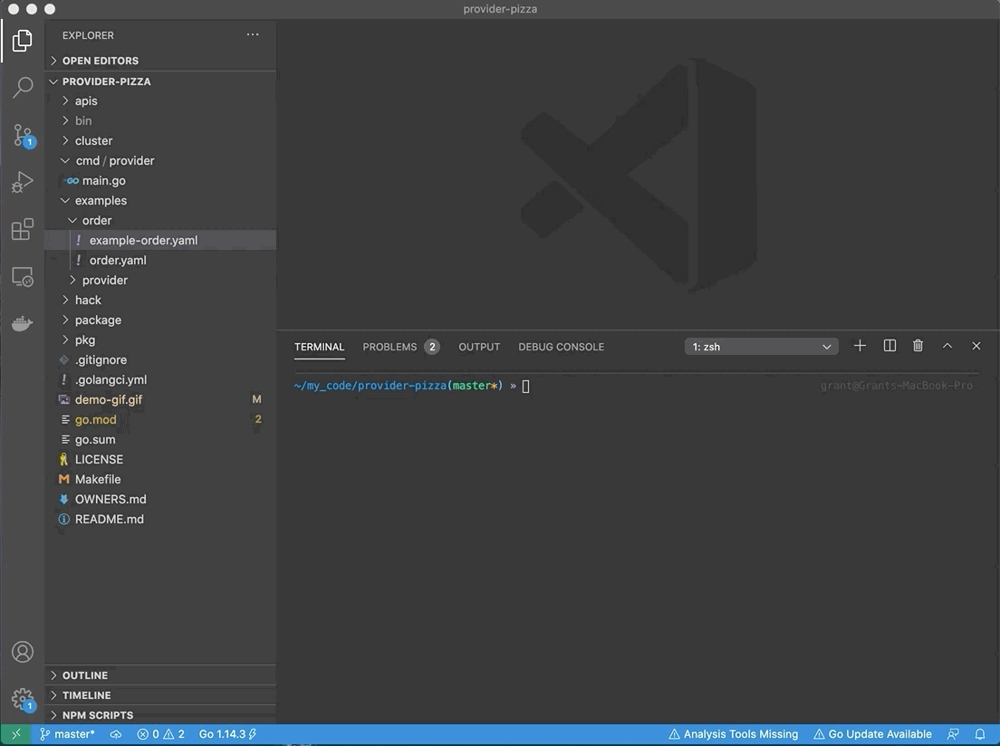 provider-pizza
EXPLORER
OPEN EDITORS
PROVIDER-PIZZA
apis
bin
cluster
cmd / provider
GO main.go
examples
order
! example-order.yaml
! order.yaml
provider
hack
package
pkg
.gitignore
! .golangci.yml
demo-gif.gif M
go.mod 2
go.sum
LICENSE
M Makefile
OWNERS.md
README.md
OUTLINE
TIMELINE
NPM SCRIPTS
1
1
TERMINAL PROBLEMS 2 OUTPUT DEBUG CONSOLE 1: zsh
~/my_code/provider-pizza(master*) » grant@Grants-MacBook-Pro
master* 0 2 Go 1.14.3 Analysis Tools Missing Go Update Available